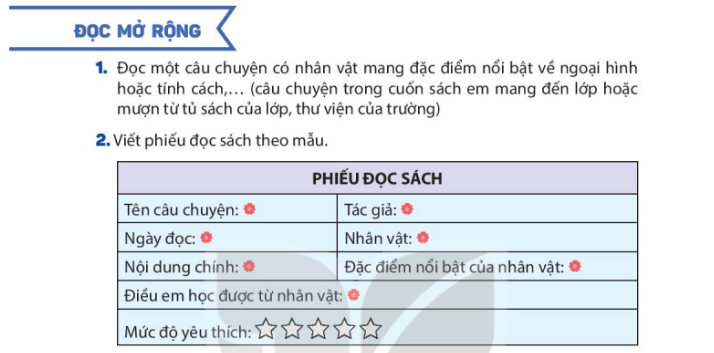 ĐỌC MỞ RỘNG
1. Đọc một câu chuyện có nhân vật mang đặc điểm nổi bật về ngoại hình
hoặc tính cách,... (câu chuyện trong cuốn sách em mang đến lớp hoặc
mượn từ tủ sách của lớp, thư viện của trường)
2. Viết phiếu đọc sách theo mẫu.
PHIẾU ĐỌC SÁCH
Tên câu chuyện:
Tác giả:
Ngày đọc:
Nhân vật:
Nội dung chính:
Đặc điểm nổi bật của nhân vật:
Điều em học được từ nhân vật:
Mức độ yêu thích: